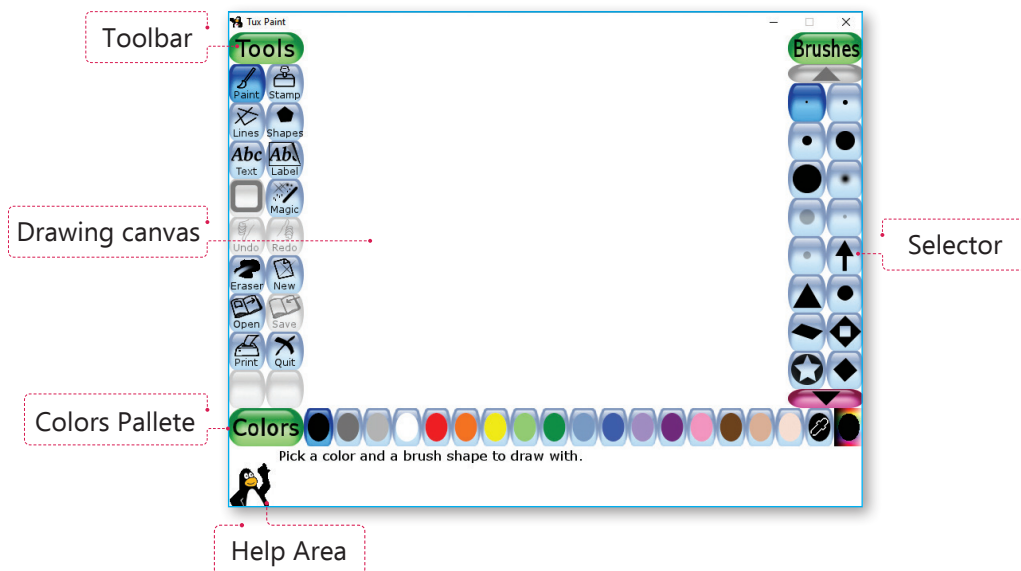 Tux Paint
Toolbar
Tools
Brushes
Paint Stamp
Lines Shapes
Abc Abc
Text Label
Magic
Undo Redo
Drawing canvas
Selector
Eraser New
Open Save
Print Quit
Colors Pallete
Colors
Pick a color and a brush shape to draw with.
Help Area